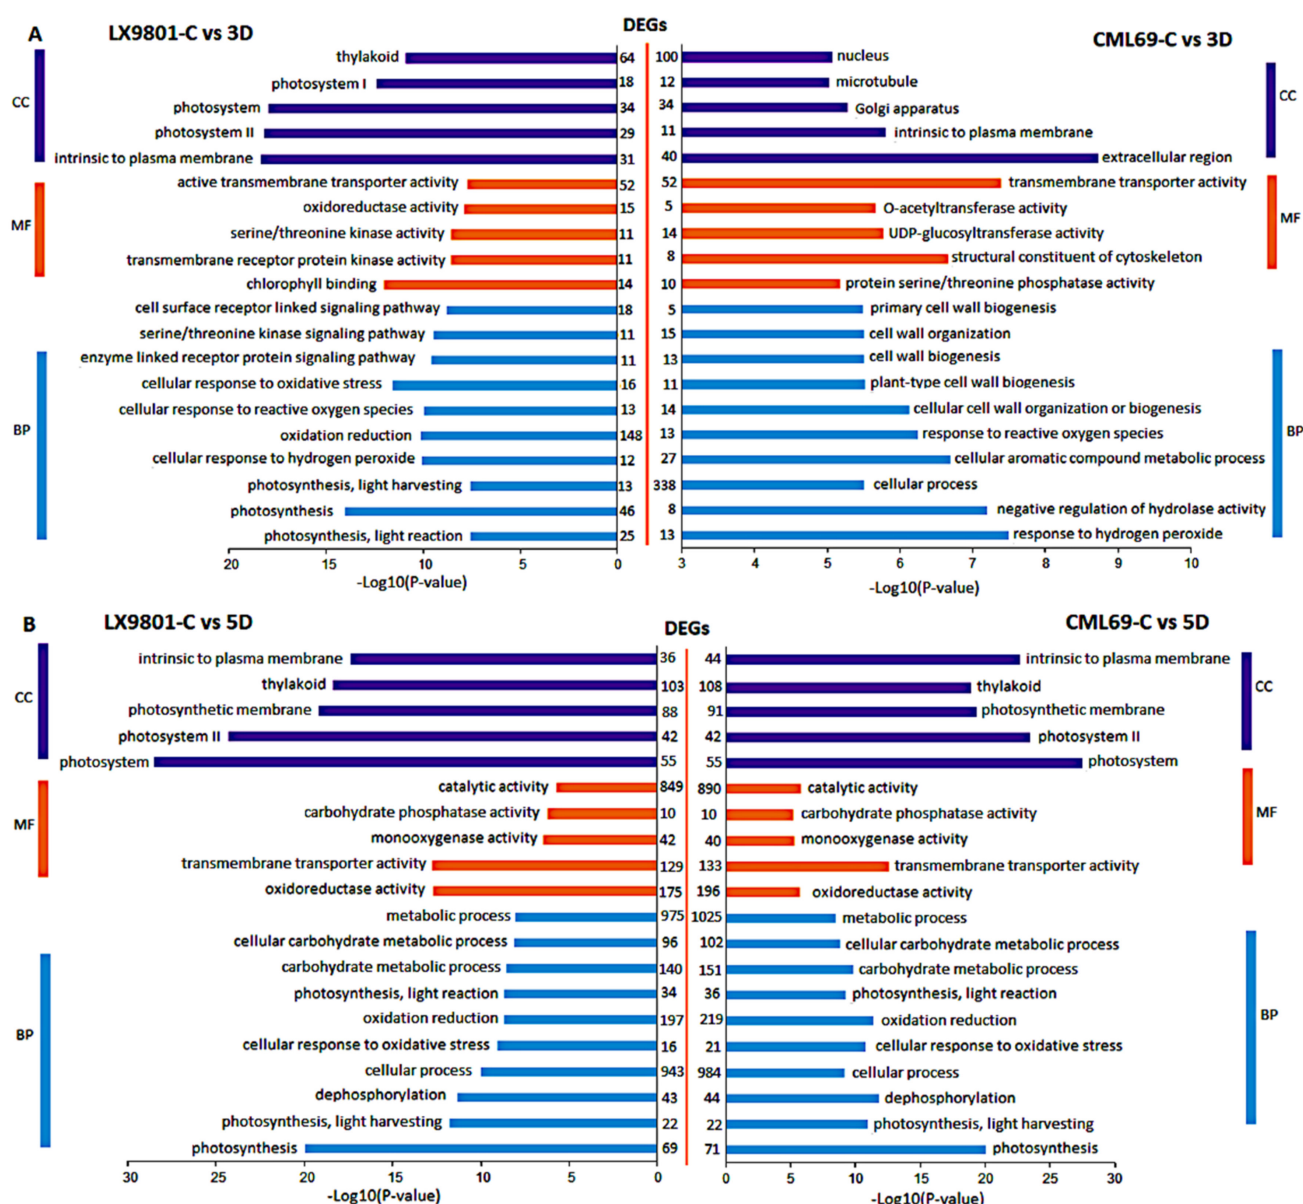 A
LX9801-C vs 3D
DEGs
CML69-C vs 3D
CC
thylakoid 64
photosystem I 18
photosystem 34
photosystem II 29
intrinsic to plasma membrane 31
MF
active transmembrane transporter activity 52
oxidoreductase activity 15
serine/threonine kinase activity 11
transmembrane receptor protein kinase activity 11
chlorophyll binding 14
BP
cell surface receptor linked signaling pathway 18
serine/threonine kinase signaling pathway 11
enzyme linked receptor protein signaling pathway 11
cellular response to oxidative stress 16
cellular response to reactive oxygen species 13
oxidation reduction 148
cellular response to hydrogen peroxide 12
photosynthesis, light harvesting 13
photosynthesis 46
photosynthesis, light reaction 25
20 15 10 5 0
-Log10(P-value)
100 nucleus
12 microtubule
34 Golgi apparatus
11 intrinsic to plasma membrane
40 extracellular region
CC
52 transmembrane transporter activity
5 O-acetyltransferase activity
14 UDP-glucosyltransferase activity
8 structural constituent of cytoskeleton
10 protein serine/threonine phosphatase activity
MF
5 primary cell wall biogenesis
15 cell wall organization
13 cell wall biogenesis
11 plant-type cell wall biogenesis
14 cellular cell wall organization or biogenesis
13 response to reactive oxygen species
27 cellular aromatic compound metabolic process
338 cellular process
8 negative regulation of hydrolase activity
13 response to hydrogen peroxide
BP
3 4 5 6 7 8 9 10
-Log10(P-value)
B
LX9801-C vs 5D
DEGs
CML69-C vs 5D
CC
intrinsic to plasma membrane 36
thylakoid 103
photosynthetic membrane 88
photosystem II 42
photosystem 55
MF
catalytic activity 849
carbohydrate phosphatase activity 10
monooxygenase activity 42
transmembrane transporter activity 129
oxidoreductase activity 175
BP
metabolic process 975
cellular carbohydrate metabolic process 96
carbohydrate metabolic process 140
photosynthesis, light reaction 34
oxidation reduction 197
cellular response to oxidative stress 16
cellular process 943
dephosphorylation 43
photosynthesis, light harvesting 22
photosynthesis 69
30 25 20 15 10 5 0
-Log10(P-value)
44 intrinsic to plasma membrane
108 thylakoid
91 photosynthetic membrane
42 photosystem II
55 photosystem
CC
890 catalytic activity
10 carbohydrate phosphatase activity
40 monooxygenase activity
133 transmembrane transporter activity
196 oxidoreductase activity
MF
1025 metabolic process
102 cellular carbohydrate metabolic process
151 carbohydrate metabolic process
36 photosynthesis, light reaction
219 oxidation reduction
21 cellular response to oxidative stress
984 cellular process
44 dephosphorylation
22 photosynthesis, light harvesting
71 photosynthesis
BP
0 5 10 15 20 25 30
-Log10(P-value)